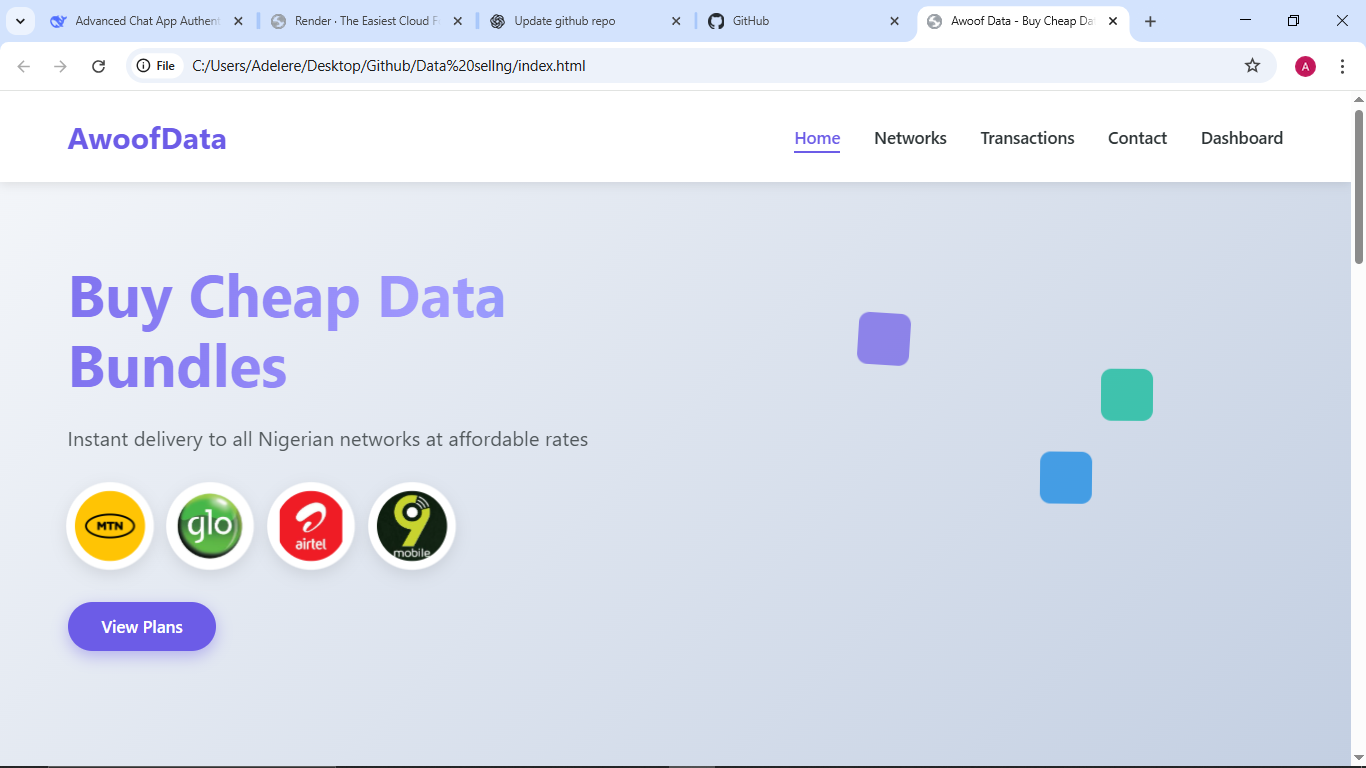 Advanced Chat App Authent
Render · The Easiest Cloud F
Update github repo
GitHub
Awoof Data - Buy Cheap Da
File
C:/Users/Adelere/Desktop/Github/Data%20sellng/index.html
A
AwoofData
Home
Networks
Transactions
Contact
Dashboard
Buy Cheap Data
Bundles
Instant delivery to all Nigerian networks at affordable rates
MTN
glo
airtel
9
mobile
View Plans